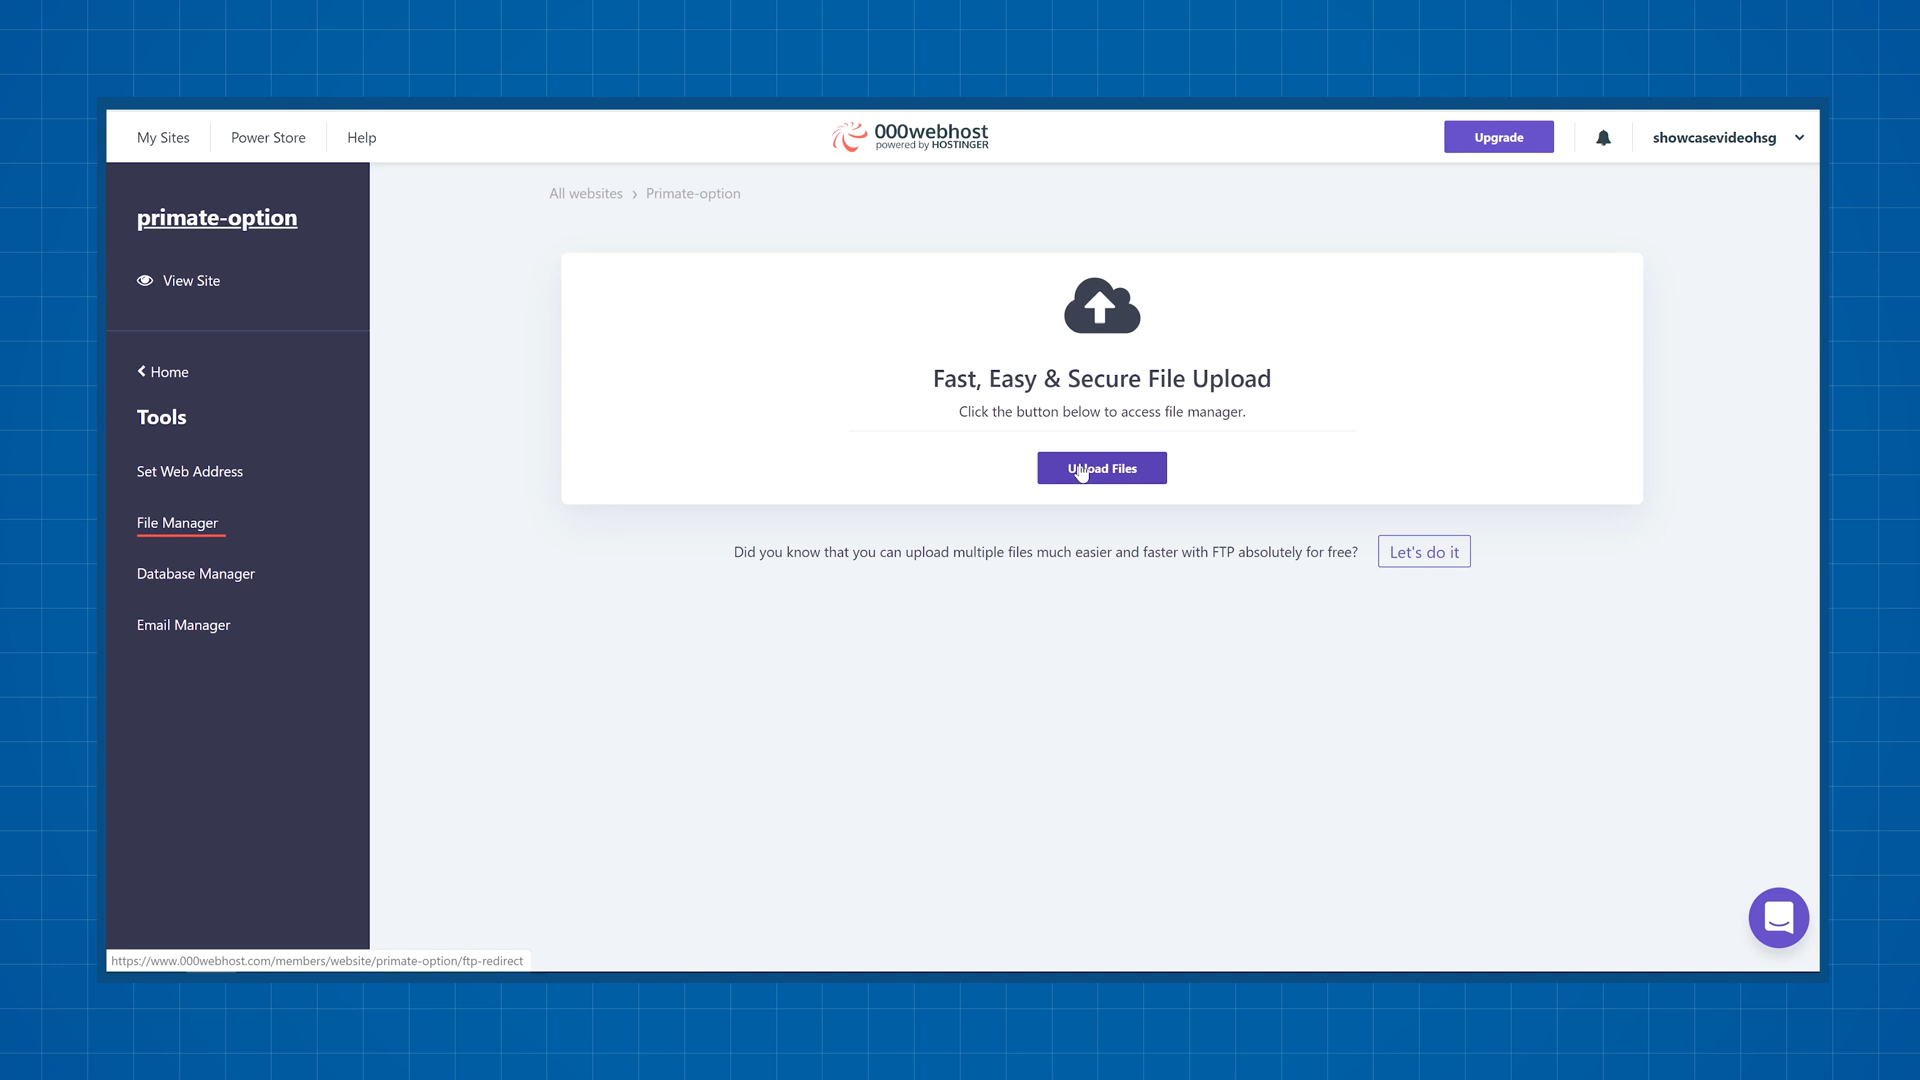 My Sites
Power Store
Help
000webhost
powered by HOSTINGER
Upgrade
showcasevideohsg
primate-option
View Site
Home
Tools
Set Web Address
File Manager
Database Manager
Email Manager
All websites › Primate-option
Fast, Easy & Secure File Upload
Click the button below to access file manager.
Upload Files
Did you know that you can upload multiple files much easier and faster with FTP absolutely for free?
Let's do it
https://www.000webhost.com/members/website/primate-option/ftp-redirect